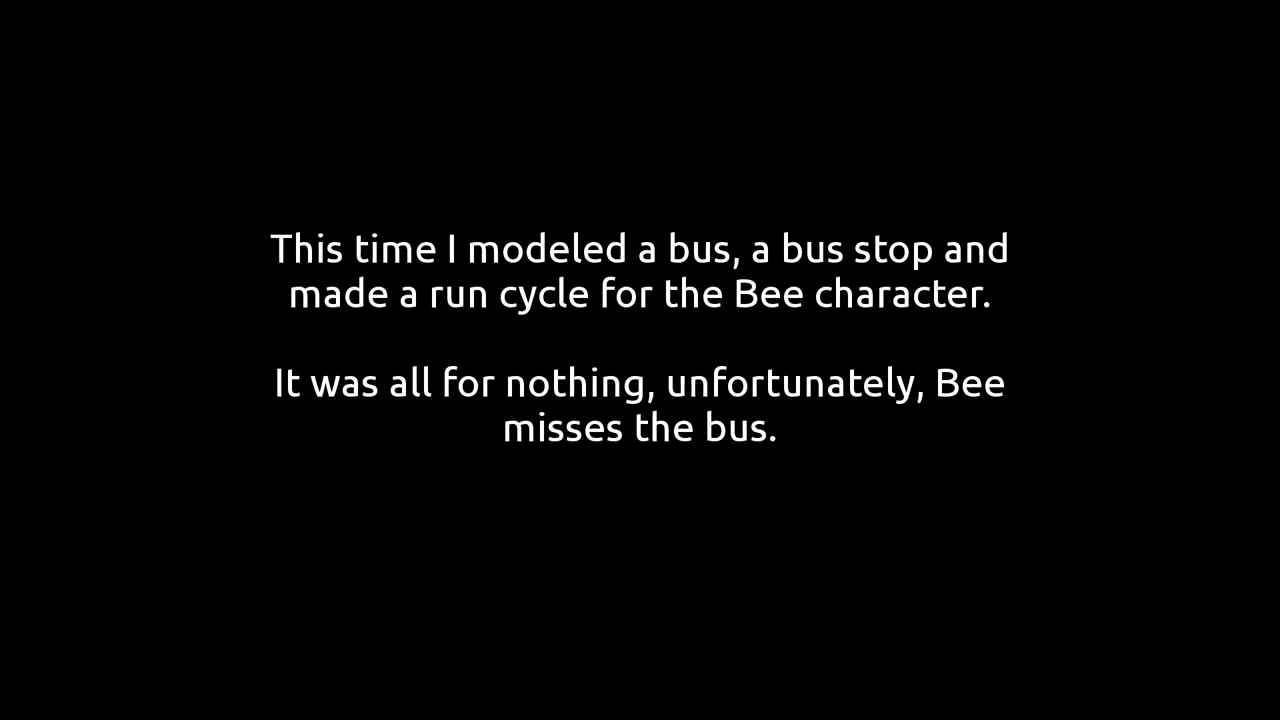 This time I modeled a bus, a bus stop and
made a run cycle for the Bee character.
It was all for nothing, unfortunately, Bee
misses the bus.